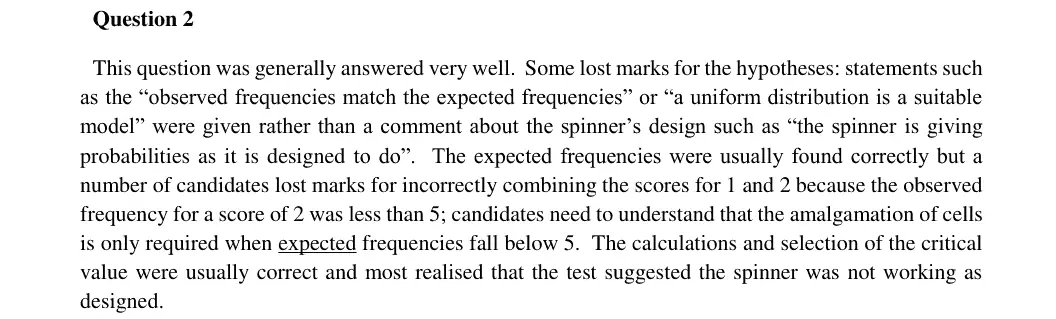 Question 2
This question was generally answered very well. Some lost marks for the hypotheses: statements such
as the “observed frequencies match the expected frequencies” or “a uniform distribution is a suitable
model” were given rather than a comment about the spinner’s design such as “the spinner is giving
probabilities as it is designed to do”. The expected frequencies were usually found correctly but a
number of candidates lost marks for incorrectly combining the scores for 1 and 2 because the observed
frequency for a score of 2 was less than 5; candidates need to understand that the amalgamation of cells
is only required when expected frequencies fall below 5. The calculations and selection of the critical
value were usually correct and most realised that the test suggested the spinner was not working as
designed.